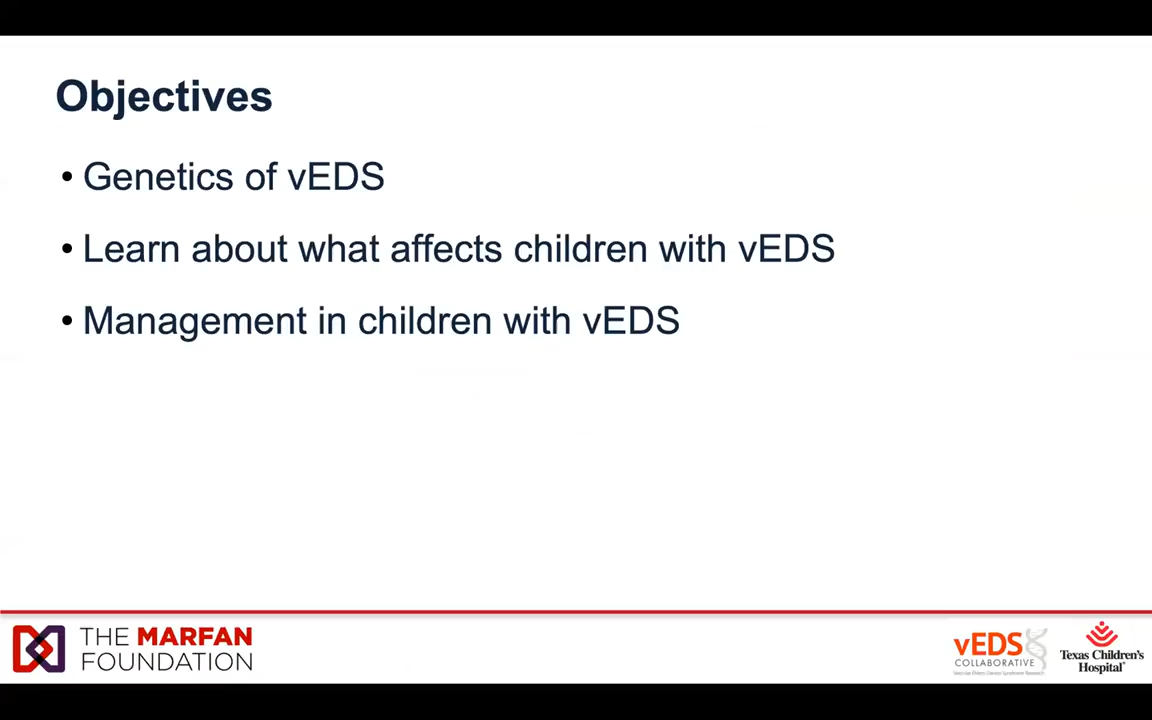 Objectives
• Genetics of vEDS
• Learn about what affects children with vEDS
• Management in children with vEDS
THE MARFAN
FOUNDATION
vEDS
COLLABORATIVE
Texas Children's
Hospital®